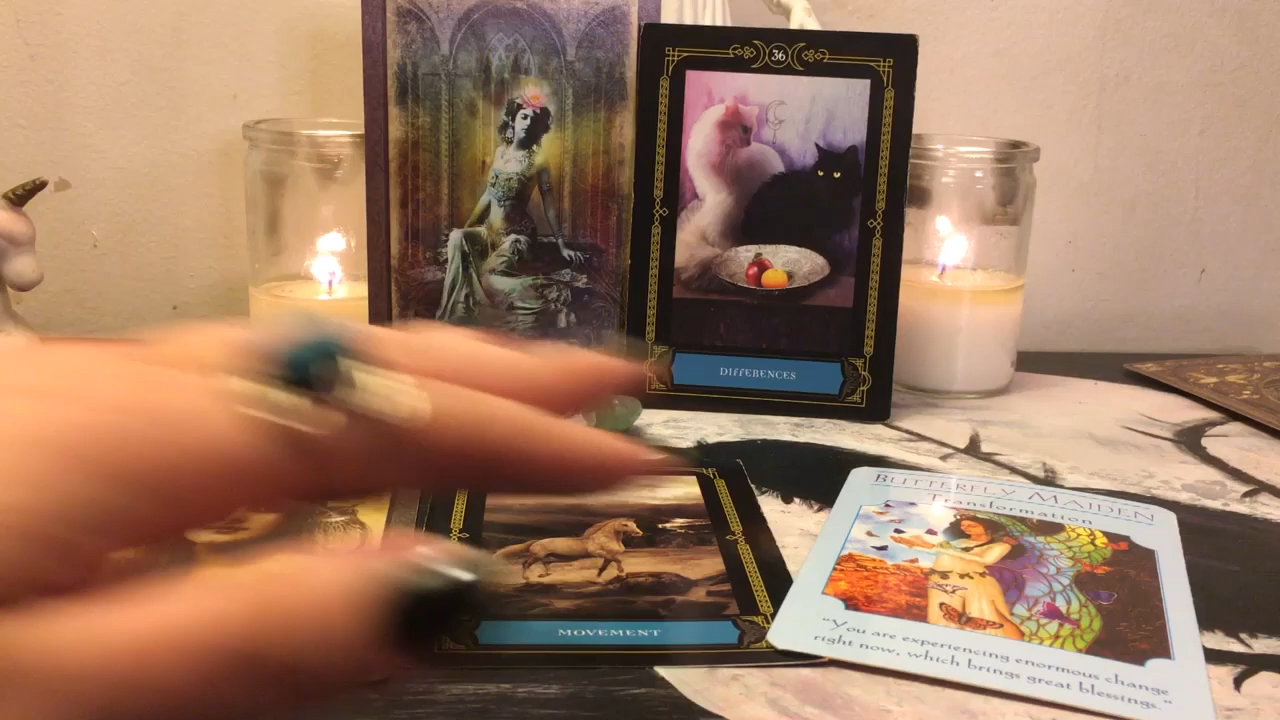 36
DIFFERENCES
MOVEMENT
BUTTERFLY MAIDEN
Transformation
"You are experiencing enormous change
right now, which brings great blessings."